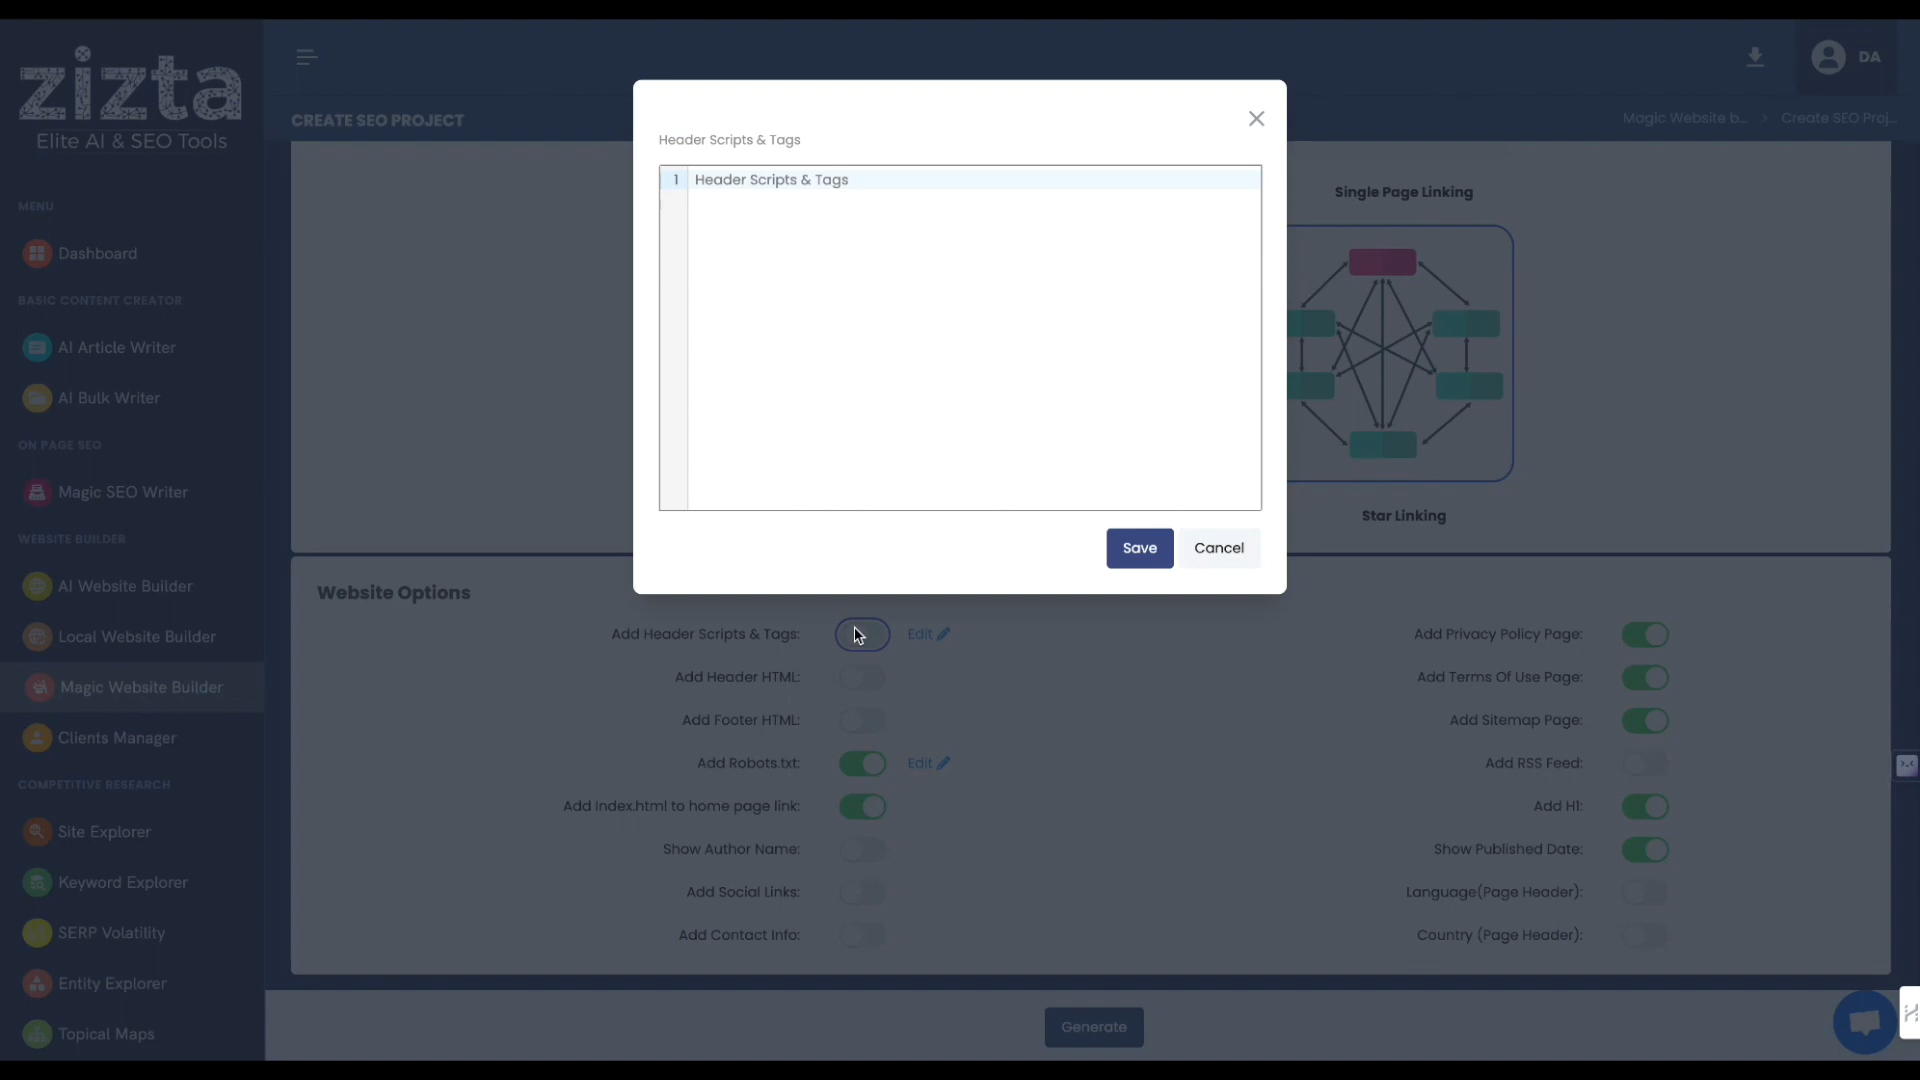 zizta
Elite AI & SEO Tools
MENU
Dashboard
BASIC CONTENT CREATOR
AI Article Writer
AI Bulk Writer
ON PAGE SEO
Magic SEO Writer
WEBSITE BUILDER
AI Website Builder
Local Website Builder
Magic Website Builder
Clients Manager
COMPETITIVE RESEARCH
Site Explorer
Keyword Explorer
SERP Volatility
Entity Explorer
Topical Maps
DA
CREATE SEO PROJECT
Magic Website b... > Create SEO Proj...
Header Scripts & Tags
1 Header Scripts & Tags
Save Cancel
Single Page Linking
Star Linking
Website Options
Add Header Scripts & Tags: Edit
Add Header HTML:
Add Footer HTML:
Add Robots.txt: Edit
Add Index.html to home page link:
Show Author Name:
Add Social Links:
Add Contact Info:
Add Privacy Policy Page:
Add Terms Of Use Page:
Add Sitemap Page:
Add RSS Feed:
Add H1:
Show Published Date:
Language(Page Header):
Country (Page Header):
Generate